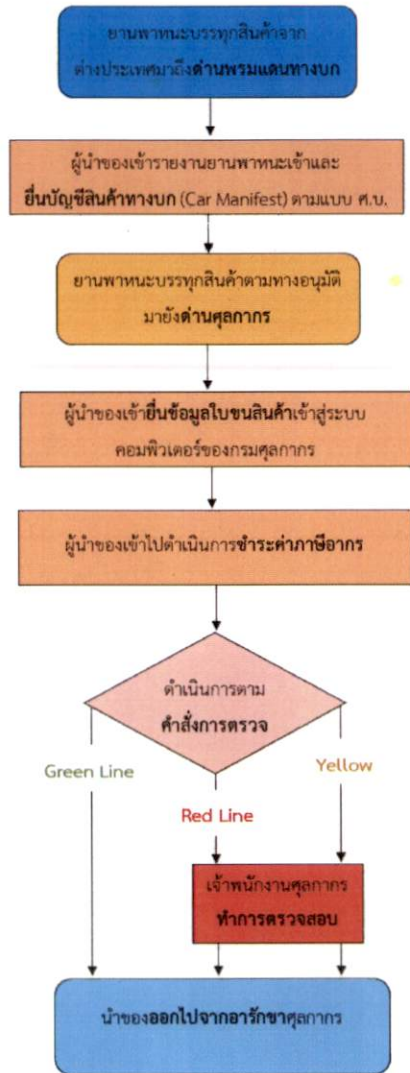 ยานพาหนะบรรทุกสินค้าจาก
ต่างประเทศมาถึงด่านพรมแดนทางบก
ผู้นำของเข้ารายงานยานพาหนะเข้าและ
ยื่นบัญชีสินค้าทางบก (Car Manifest) ตามแบบ ศ.บ.
ยานพาหนะบรรทุกสินค้าตามทางอนุมัติ
มายังด่านศุลกากร
ผู้นำของเข้ายื่นข้อมูลใบขนสินค้าเข้าสู่ระบบ
คอมพิวเตอร์ของกรมศุลกากร
ผู้นำของเข้าไปดำเนินการชำระค่าภาษีอากร
ดำเนินการตาม
คำสั่งการตรวจ
Green Line
Yellow
Red Line
เจ้าพนักงานศุลกากร
ทำการตรวจสอบ
นำของออกไปจากอารักขาศุลกากร